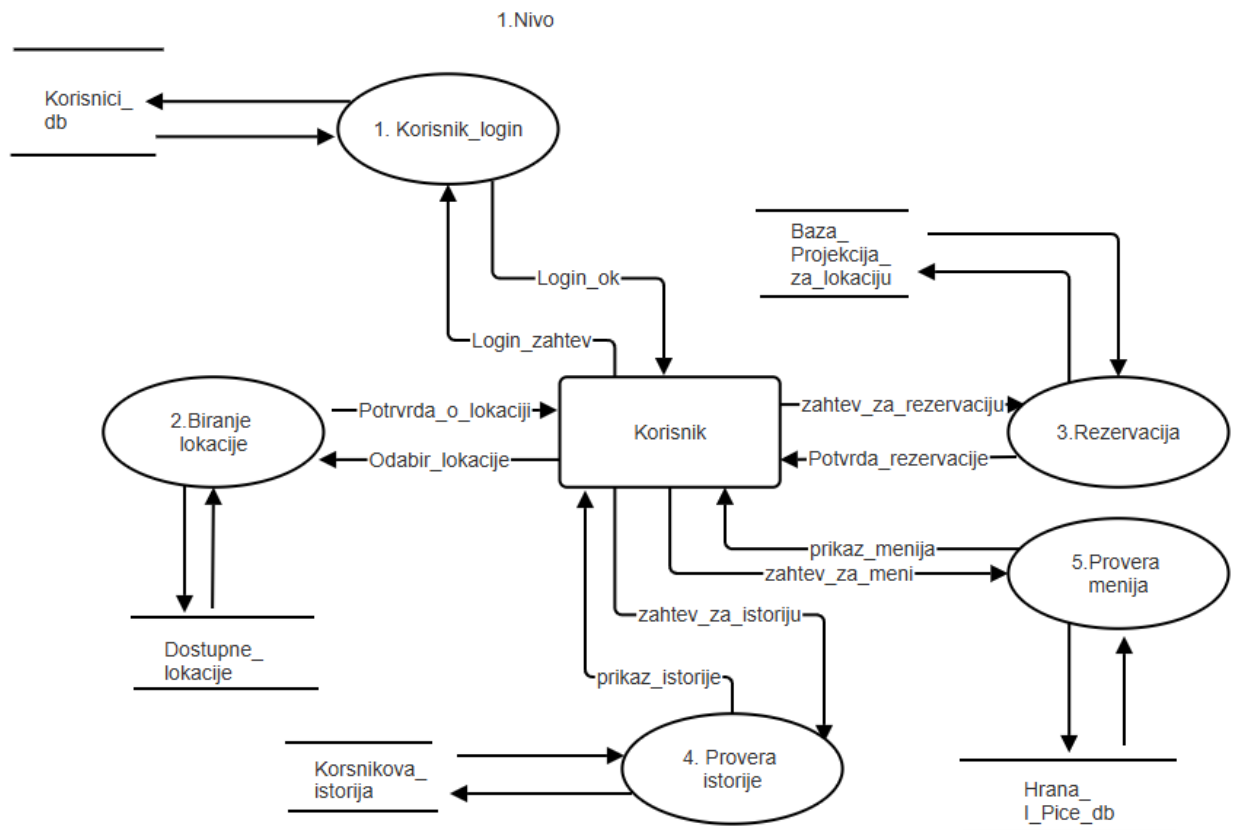 1.Nivo
Korisnici_
db
1. Korisnik_login
Baza_
Projekcija_
za_lokaciju
Login_ok
Login_zahtev
2.Biranje
lokacije
Potrvrda_o_lokaciji
Odabir_lokacije
Korisnik
zahtev_za_rezervaciju
Potvrda_rezervacije
3.Rezervacija
prikaz_menija
zahtev_za_meni
5.Provera
menija
zahtev_za_istoriju
Dostupne_
lokacije
prikaz_istorije
Korsnikova_
istorija
4. Provera
istorije
Hrana_
I_Pice_db